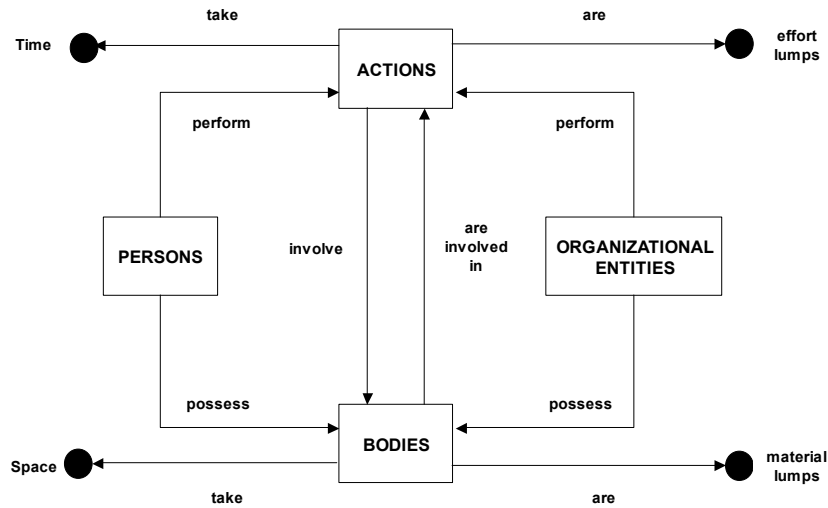 take
are
Time
effort
lumps
ACTIONS
perform
perform
PERSONS
involve
are
involved
in
ORGANIZATIONAL
ENTITIES
possess
possess
BODIES
Space
material
lumps
take
are